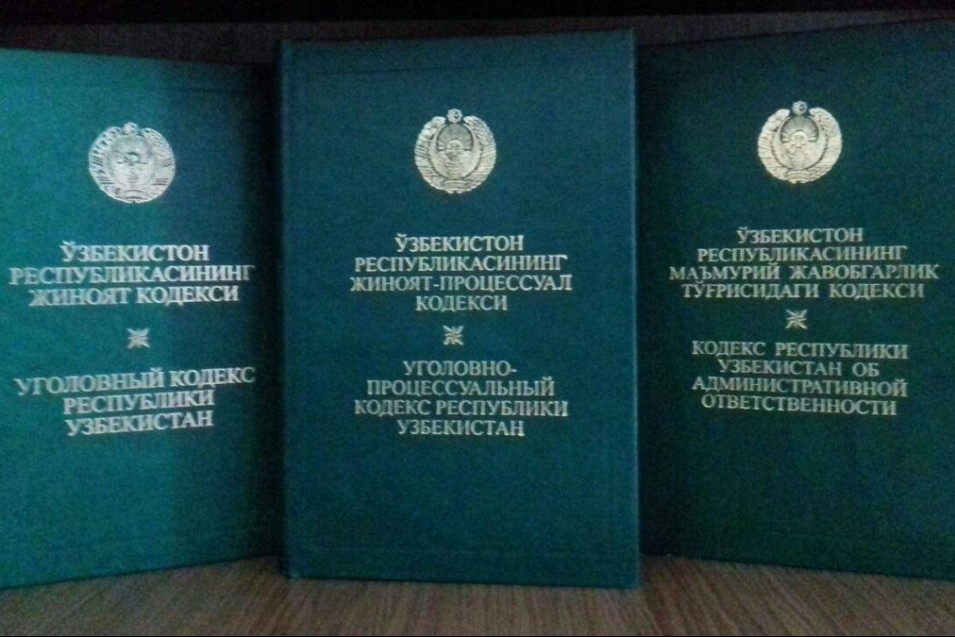 ЎЗБЕКИСТОН
РЕСПУБЛИКАСИНИНГ
ЖИНОЯТ КОДЕКСИ
УГОЛОВНЫЙ КОДЕКС
РЕСПУБЛИКИ
УЗБЕКИСТАН
ЎЗБЕКИСТОН
РЕСПУБЛИКАСИНИНГ
ЖИНОЯТ-ПРОЦЕССУАЛ
КОДЕКСИ
УГОЛОВНО-
ПРОЦЕССУАЛЬНЫЙ
КОДЕКС РЕСПУБЛИКИ
УЗБЕКИСТАН
ЎЗБЕКИСТОН
РЕСПУБЛИКАСИНИНГ
МАЪМУРИЙ ЖАВОБГАРЛИК
ТЎҒРИСИДАГИ КОДЕКСИ
КОДЕКС РЕСПУБЛИКИ
УЗБЕКИСТАН ОБ
АДМИНИСТРАТИВНОЙ
ОТВЕТСТВЕННОСТИ